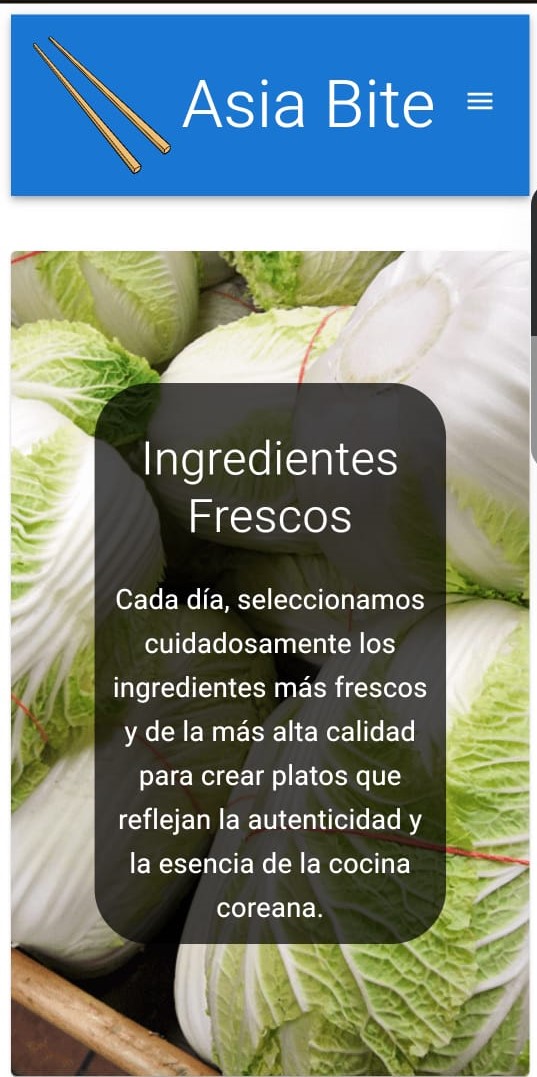 Asia Bite
Ingredientes
Frescos
Cada día, seleccionamos
cuidadosamente los
ingredientes más frescos
y de la más alta calidad
para crear platos que
reflejan la autenticidad y
la esencia de la cocina
coreana.